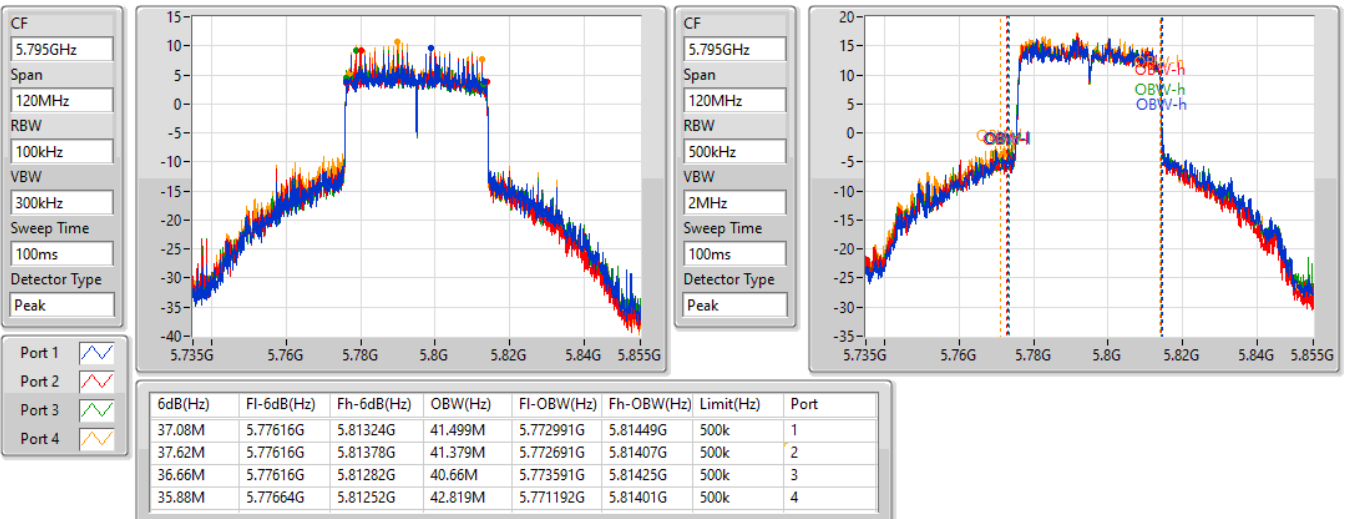 CF
5.795GHz
Span
120MHz
RBW
100kHz
VBW
300kHz
Sweep Time
100ms
Detector Type
Peak
15
10
5
0
-5
-10
-15
-20
-25
-30
-35
-40
5.735G 5.76G 5.78G 5.8G 5.82G 5.84G 5.855G
CF
5.795GHz
Span
120MHz
RBW
500kHz
VBW
2MHz
Sweep Time
100ms
Detector Type
Peak
20
15
10
5
0
-5
-10
-15
-20
-25
-30
-35
OBW-l
OBW-h
OBW-h
OBW-h
5.735G 5.76G 5.78G 5.8G 5.82G 5.84G 5.855G
Port 1
Port 2
Port 3
Port 4
6dB(Hz) Fl-6dB(Hz) Fh-6dB(Hz) OBW(Hz) Fl-OBW(Hz) Fh-OBW(Hz) Limit(Hz) Port
37.08M 5.77616G 5.81324G 41.499M 5.772991G 5.81449G 500k 1
37.62M 5.77616G 5.81378G 41.379M 5.772691G 5.81407G 500k 2
36.66M 5.77616G 5.81282G 40.66M 5.773591G 5.81425G 500k 3
35.88M 5.77664G 5.81252G 42.819M 5.771192G 5.81401G 500k 4